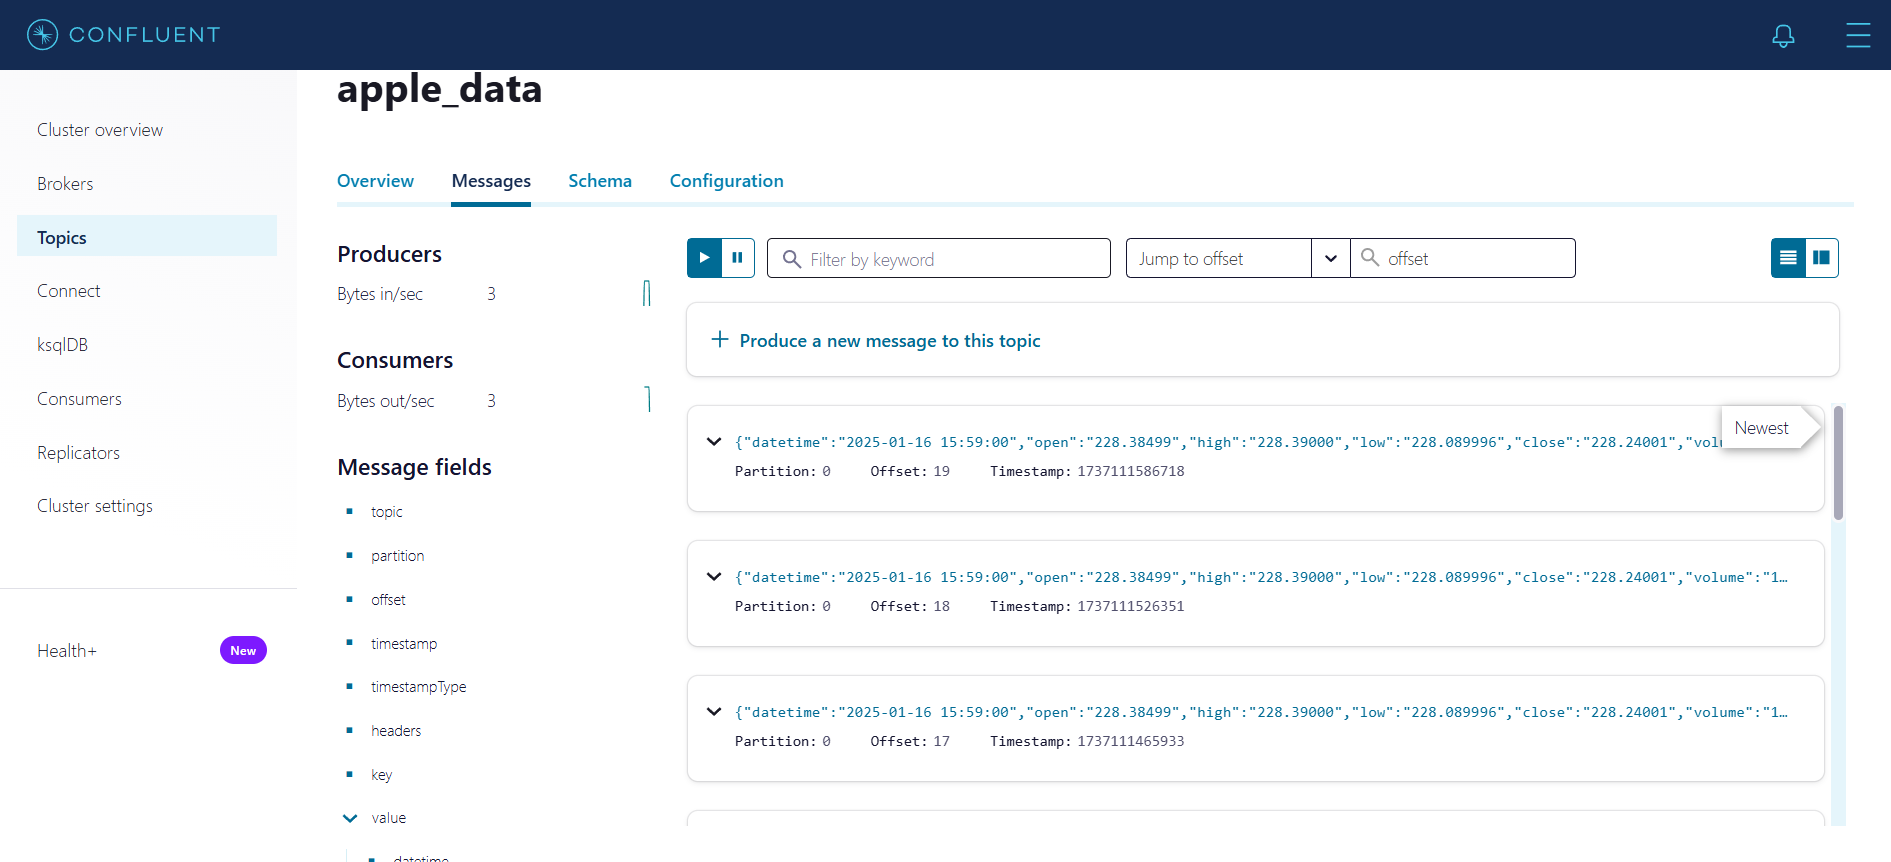 CONFLUENT
apple_data
Cluster overview
Brokers
Topics
Connect
ksqlDB
Consumers
Replicators
Cluster settings
Health+ New
Overview Messages Schema Configuration
Producers
Bytes in/sec 3
Consumers
Bytes out/sec 3
Message fields
topic
partition
offset
timestamp
timestampType
headers
key
value
datetime
Filter by keyword Jump to offset offset
+ Produce a new message to this topic
Newest
{"datetime":"2025-01-16 15:59:00","open":"228.38499","high":"228.39000","low":"228.089996","close":"228.24001","volu
Partition: 0 Offset: 19 Timestamp: 1737111586718
{"datetime":"2025-01-16 15:59:00","open":"228.38499","high":"228.39000","low":"228.089996","close":"228.24001","volume":"1…
Partition: 0 Offset: 18 Timestamp: 1737111526351
{"datetime":"2025-01-16 15:59:00","open":"228.38499","high":"228.39000","low":"228.089996","close":"228.24001","volume":"1…
Partition: 0 Offset: 17 Timestamp: 1737111465933